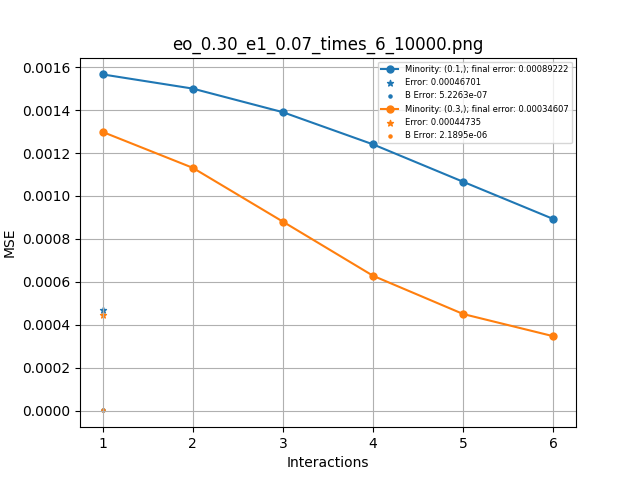 eo_0.30_e1_0.07_times_6_10000.png
Minority: (0.1,); final error: 0.00089222
Error: 0.00046701
B Error: 5.2263e-07
Minority: (0.3,); final error: 0.00034607
Error: 0.00044735
B Error: 2.1895e-06
MSE
0.0016
0.0014
0.0012
0.0010
0.0008
0.0006
0.0004
0.0002
0.0000
1 2 3 4 5 6
Interactions